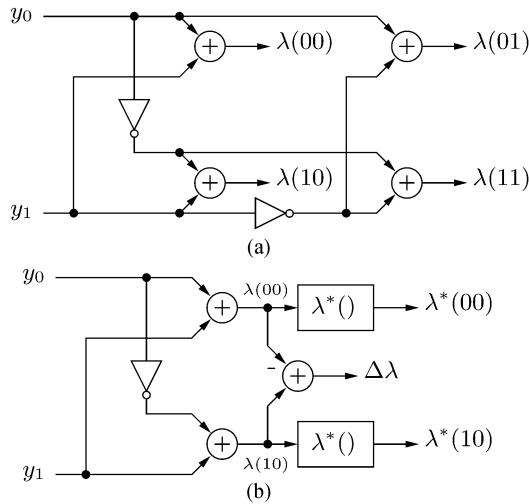 y₀ + λ(00) + λ(01)
+ λ(10) + λ(11)
y₁
(a)
y₀ + λ(00) λ*() λ*(00)
- + Δλ
y₁ + λ(10) λ*() λ*(10)
(b)